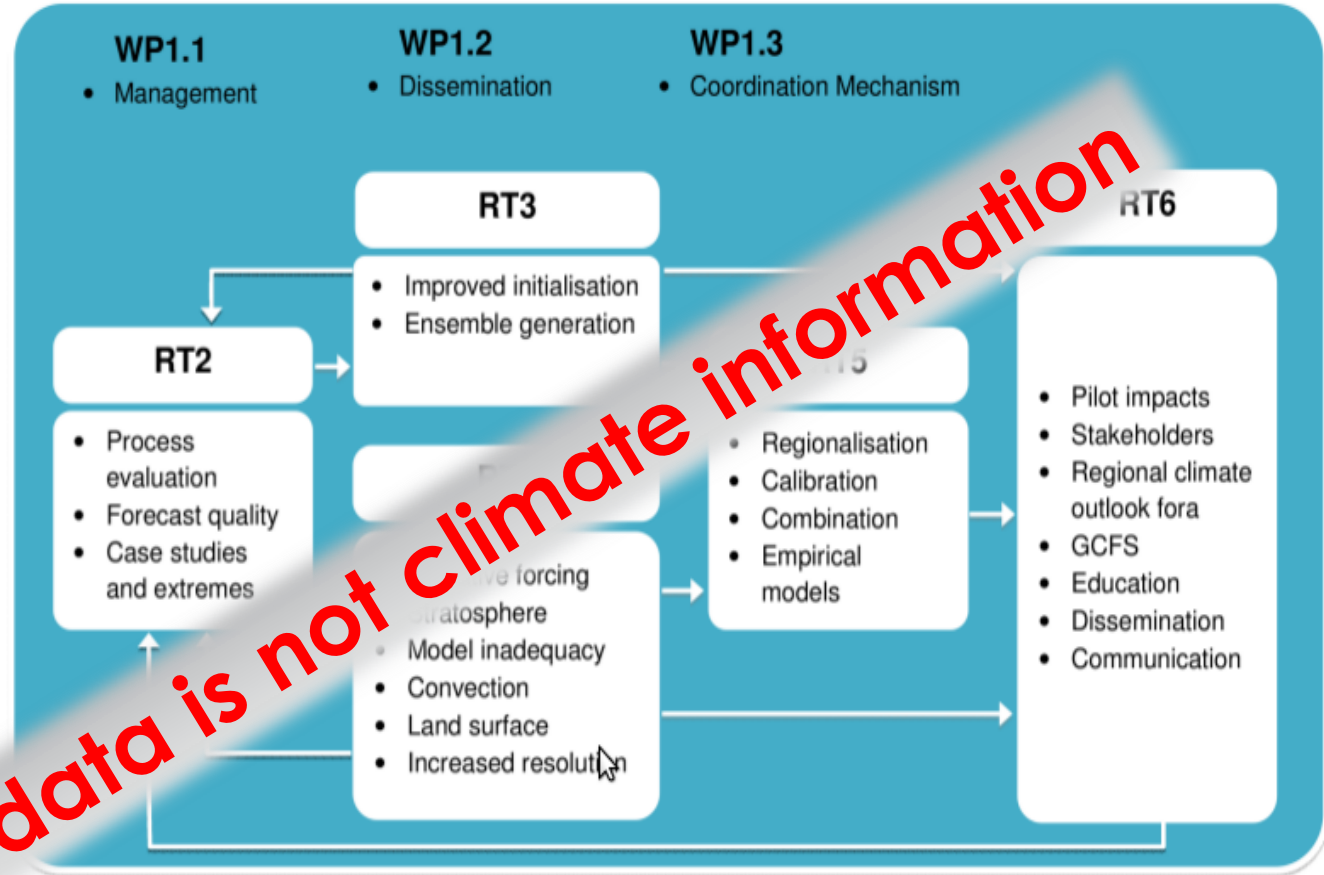 WP1.1
• Management
WP1.2
• Dissemination
WP1.3
• Coordination Mechanism
RT3
• Improved initialisation
• Ensemble generation
RT2
• Process
evaluation
• Forecast quality
• Case studies
and extremes
forcing
• Model inadequacy
• Convection
• Land surface
• Increased resolution
• Regionalisation
• Calibration
• Combination
• Empirical
models
RT6
• Pilot impacts
• Stakeholders
• Regional climate
outlook fora
• GCFS
• Education
• Dissemination
• Communication
data is not climate information